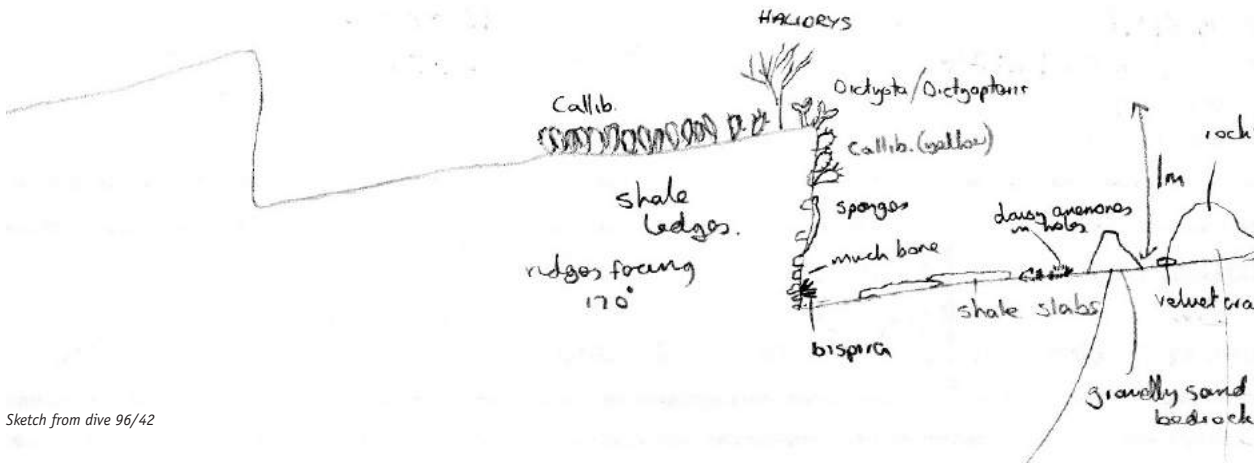 HALIDRYS
Callib.
Dictyota/Dictyopteris
Callib. (yellow)
rock
1m
shale
ledges.
sponges
daisy anemones
in holes
ridges facing
170°
much bare
shale slabs
velvet cra
bispira
gravelly sand
bedrock
Sketch from dive 96/42